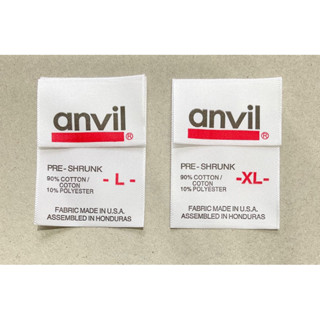 anvil
®
PRE-SHRUNK
90% COTTON/
COTON
10% POLYESTER
- L -
FABRIC MADE IN U.S.A.
ASSEMBLED IN HONDURAS
anvil
®
PRE-SHRUNK
90% COTTON/
COTON
10% POLYESTER
-XL-
FABRIC MADE IN U.S.A.
ASSEMBLED IN HONDURAS